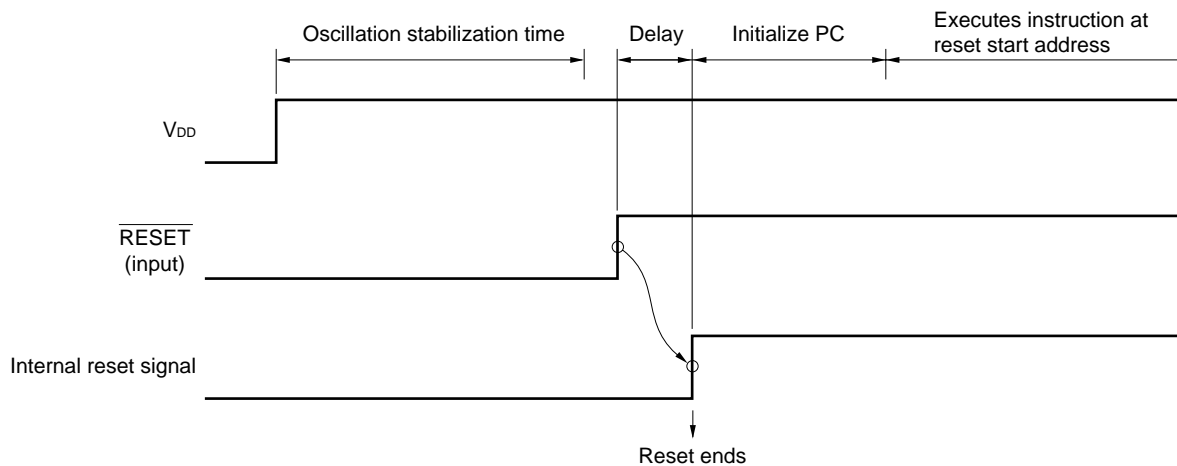 Oscillation stabilization time
Delay
Initialize PC
Executes instruction at
reset start address
VDD
RESET
(input)
Internal reset signal
Reset ends